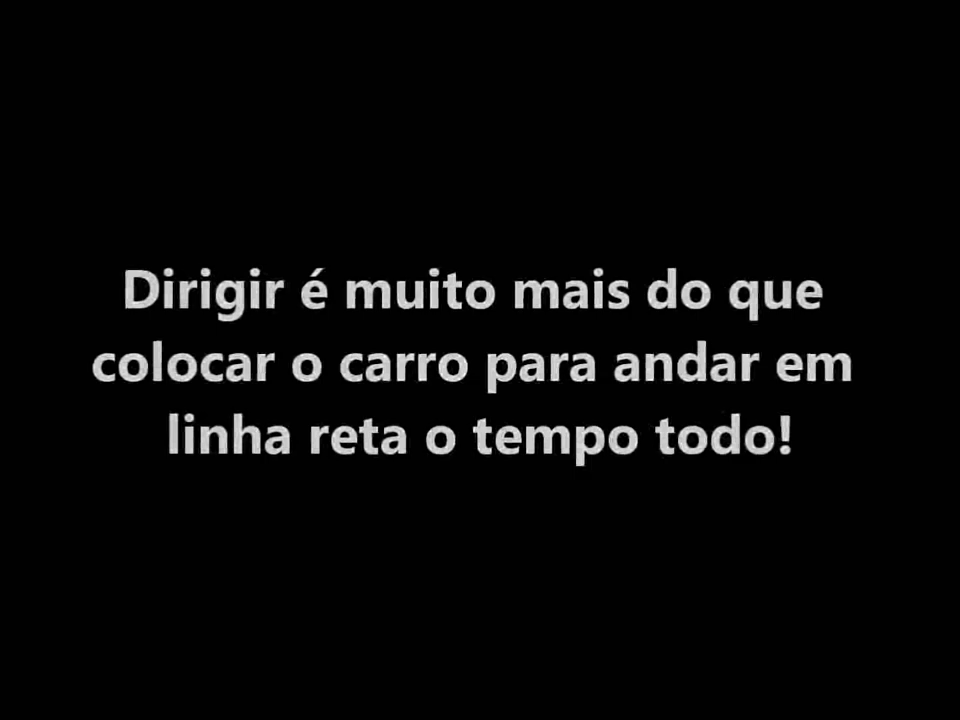 Dirigir é muito mais do que
colocar o carro para andar em
linha reta o tempo todo!